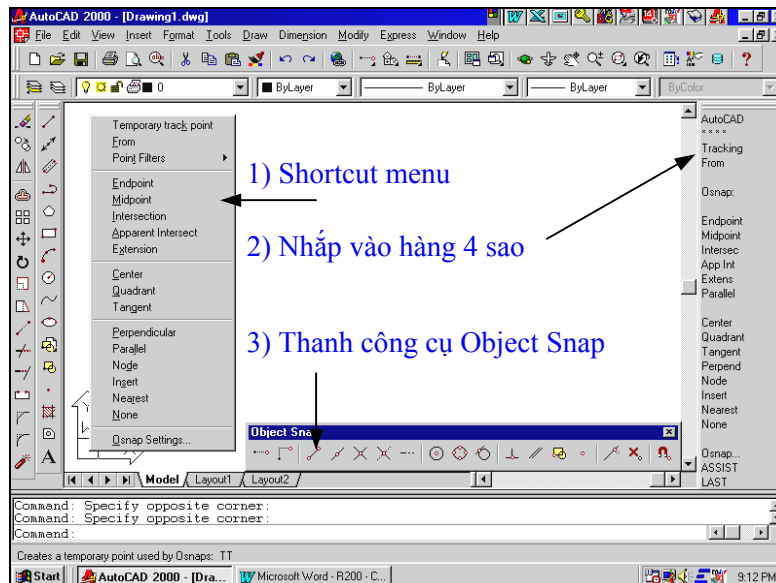 AutoCAD 2000 - [Drawing1.dwg]
File Edit View Insert Format Tools Draw Dimension Modify Express Window Help
0 ByLayer ByLayer ByLayer ByColor
Temporary track point
From
Point Filters
Endpoint
Midpoint
Intersection
Apparent Intersect
Extension
Center
Quadrant
Tangent
Perpendicular
Parallel
Node
Insert
Nearest
None
Osnap Settings...
1) Shortcut menu
2) Nhắp vào hàng 4 sao
3) Thanh công cụ Object Snap
Object Snap
AutoCAD
* * * *
Tracking
From
Osnap:
Endpoint
Midpoint
Intersec
App Int
Extens
Parallel
Center
Quadrant
Tangent
Perpend
Node
Insert
Nearest
None
Osnap...
ASSIST
LAST
Model Layout1 Layout2
Command: Specify opposite corner:
Command: Specify opposite corner:
Command:
Creates a temporary point used by Osnaps: TT
Start AutoCAD 2000 - [Dra... Microsoft Word - R200 - C... 9:12 PM